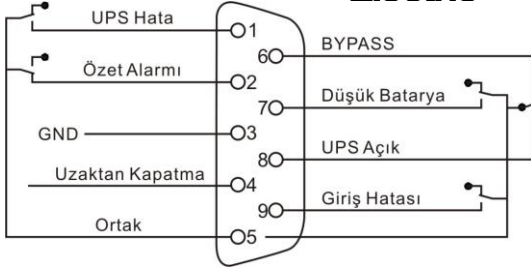 UPS Hata
1
6
BYPASS
Özet Alarmı
2
7
Düşük Batarya
GND
3
8
UPS Açık
Uzaktan Kapatma
4
9
Giriş Hatası
Ortak
5